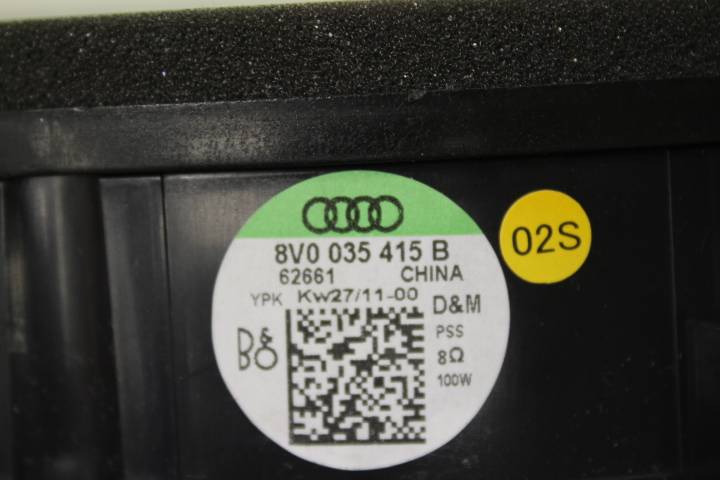 8V0 035 415 B
62661 CHINA
YPK KW27/11-00
D&M
PSS
B&O
8Ω
100W
02S